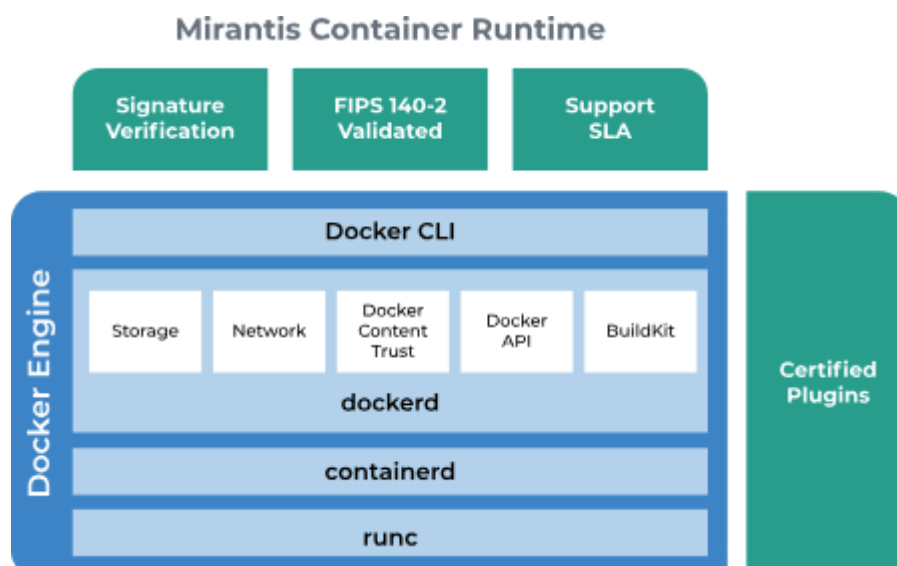 Mirantis Container Runtime
Signature
Verification
FIPS 140-2
Validated
Support
SLA
Docker Engine
Docker CLI
Storage
Network
Docker
Content
Trust
Docker
API
BuildKit
dockerd
containerd
runc
Certified
Plugins